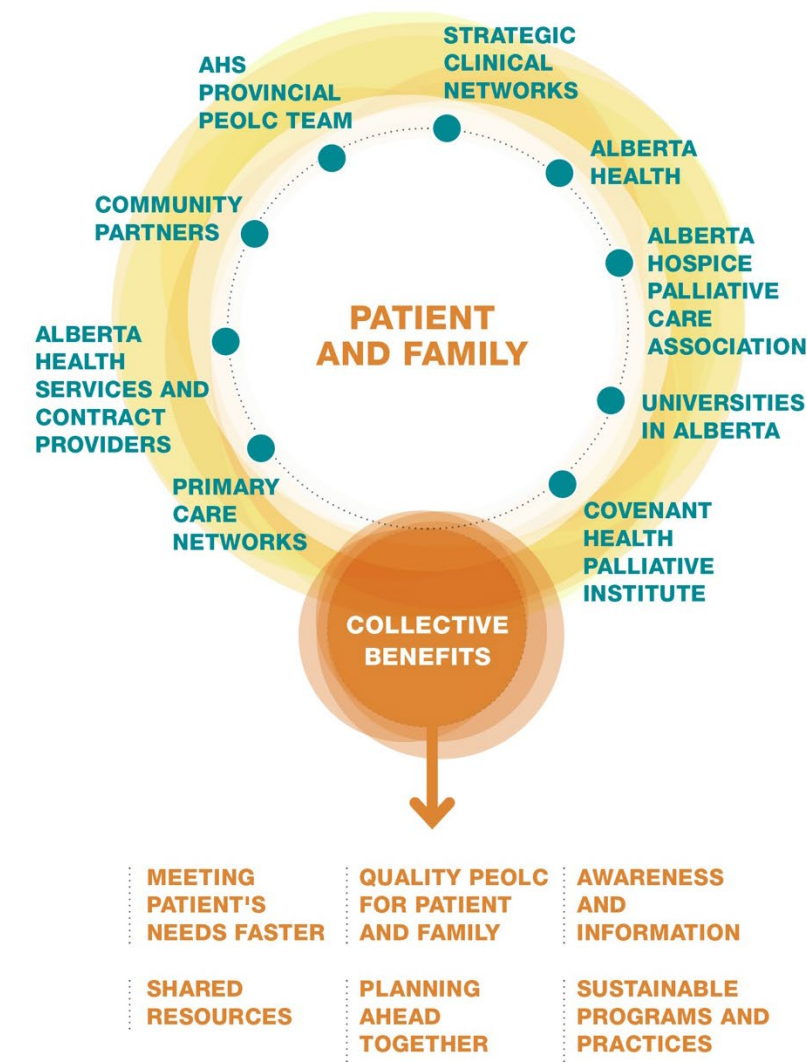 STRATEGIC
CLINICAL
NETWORKS
AHS
PROVINCIAL
PEOLC TEAM
ALBERTA
HEALTH
COMMUNITY
PARTNERS
ALBERTA
HOSPICE
PALLIATIVE
CARE
ASSOCIATION
PATIENT
AND FAMILY
ALBERTA
HEALTH
SERVICES AND
CONTRACT
PROVIDERS
UNIVERSITIES
IN ALBERTA
PRIMARY
CARE
NETWORKS
COVENANT
HEALTH
PALLIATIVE
INSTITUTE
COLLECTIVE
BENEFITS
MEETING
PATIENT'S
NEEDS FASTER
QUALITY PEOLC
FOR PATIENT
AND FAMILY
AWARENESS
AND
INFORMATION
SHARED
RESOURCES
PLANNING
AHEAD
TOGETHER
SUSTAINABLE
PROGRAMS AND
PRACTICES